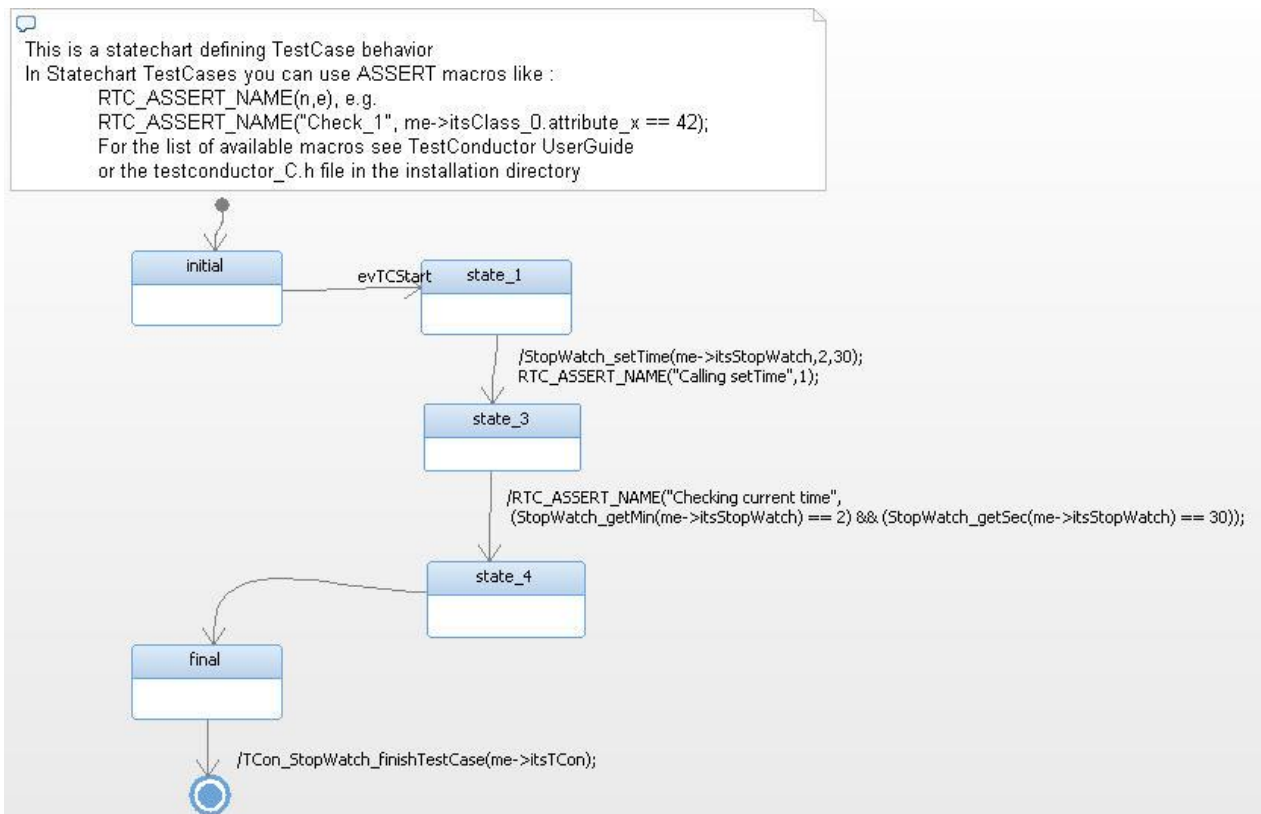 This is a statechart defining TestCase behavior
In Statechart TestCases you can use ASSERT macros like :
RTC_ASSERT_NAME(n,e), e.g.
RTC_ASSERT_NAME("Check_1", me->itsClass_0.attribute_x == 42);
For the list of available macros see TestConductor UserGuide
or the testconductor_C.h file in the installation directory
initial
evTCStart
state_1
/StopWatch_setTime(me->itsStopWatch,2,30);
RTC_ASSERT_NAME("Calling setTime",1);
state_3
/RTC_ASSERT_NAME("Checking current time",
(StopWatch_getMin(me->itsStopWatch) == 2) && (StopWatch_getSec(me->itsStopWatch) == 30));
state_4
final
/TCon_StopWatch_finishTestCase(me->itsTCon);